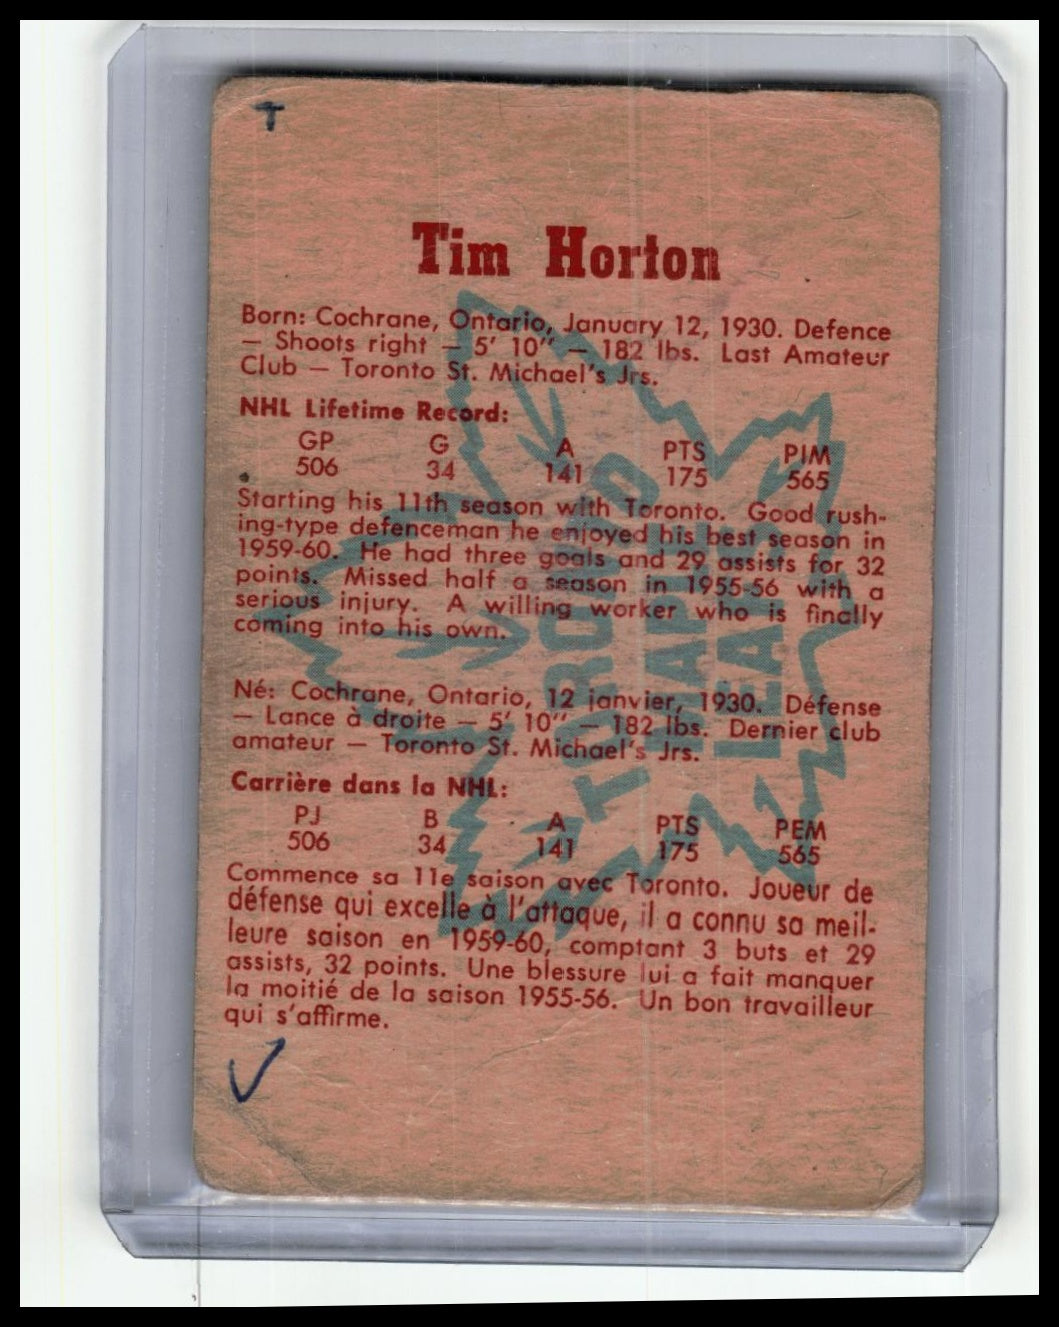 T
Tim Horton
Born: Cochrane, Ontario, January 12, 1930. Defence
— Shoots right — 5' 10" — 182 lbs. Last Amateur
Club — Toronto St. Michael's Jrs.
NHL Lifetime Record:
GP G A PTS PIM
506 34 141 175 565
Starting his 11th season with Toronto. Good rush-
ing-type defenceman he enjoyed his best season in
1959-60. He had three goals and 29 assists for 32
points. Missed half a season in 1955-56 with a
serious injury. A willing worker who is finally
coming into his own.
Né: Cochrane, Ontario, 12 janvier, 1930. Défense
— Lance à droite — 5' 10" — 182 lbs. Dernier club
amateur — Toronto St. Michael's Jrs.
Carrière dans la NHL:
PJ B A PTS PEM
506 34 141 175 565
Commence sa 11e saison avec Toronto. Joueur de
défense qui excelle à l'attaque, il a connu sa meil-
leure saison en 1959-60, comptant 3 buts et 29
assists, 32 points. Une blessure lui a fait manquer
la moitié de la saison 1955-56. Un bon travailleur
qui s'affirme.
TORONTO
MAPLE
LEAFS